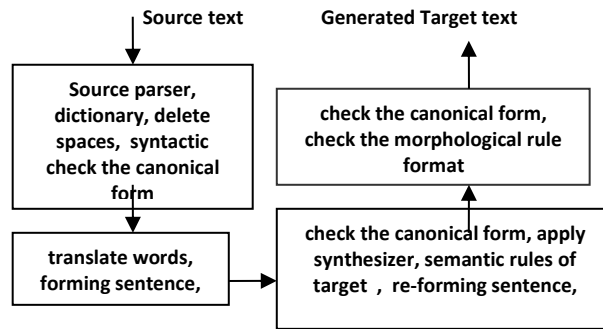 Source text
Generated Target text
Source parser,
dictionary, delete
spaces, syntactic
check the canonical
form
translate words,
forming sentence,
check the canonical form, apply
synthesizer, semantic rules of
target , re-forming sentence,
check the canonical form,
check the morphological rule
format